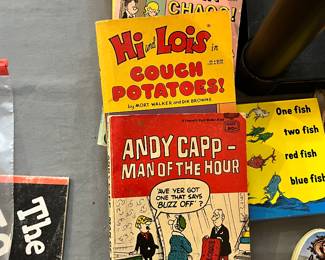 CHAOS!
Hi and Lois
in
COUCH
POTATOES!
by MORT WALKER and DIK BROWNE
ANDY CAPP -
MAN OF THE HOUR
'AVE YER GOT
ONE THAT SAYS
'BUZZ OFF'?
One fish
two fish
red fish
blue fish
The